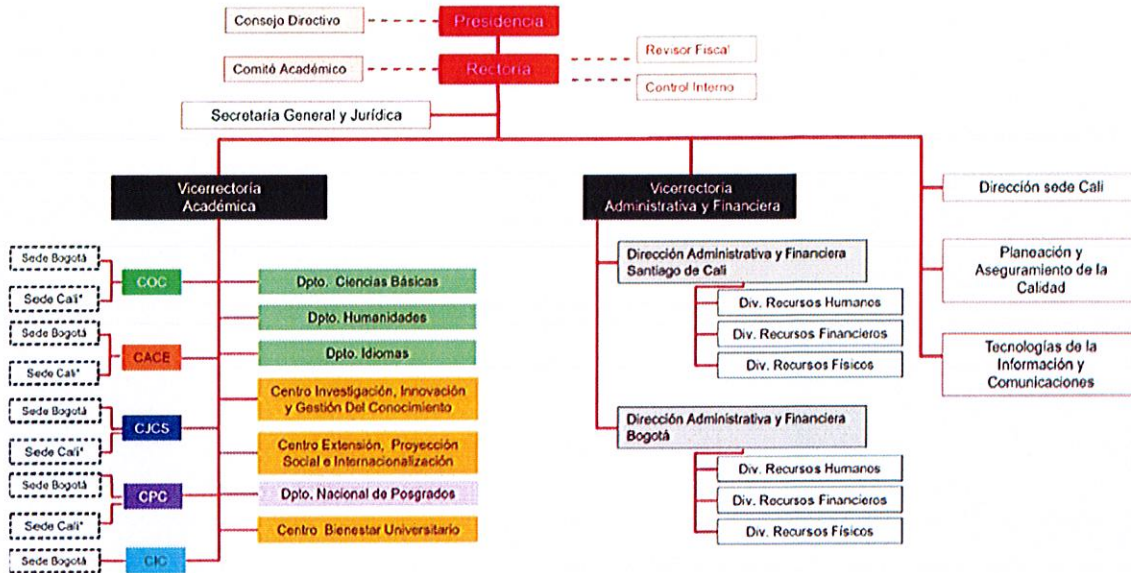 Consejo Directivo
Presidencia
Comité Académico
Rectoría
Revisor Fiscal
Control Interno
Secretaría General y Jurídica
Vicerrectoría
Académica
Vicerrectoría
Administrativa y Financiera
Dirección sede Cali
Planeación y
Aseguramiento de la
Calidad
Tecnologías de la
Información y
Comunicaciones
Sede Bogotá
COC
Sede Cali*
Sede Bogotá
CACE
Sede Cali*
Sede Bogotá
CJCS
Sede Cali*
Sede Bogotá
CPC
Sede Cali*
Sede Bogotá
CIC
Dpto. Ciencias Básicas
Dpto. Humanidades
Dpto. Idiomas
Centro Investigación, Innovación
y Gestión Del Conocimiento
Centro Extensión, Proyección
Social e Internacionalización
Dpto. Nacional de Posgrados
Centro Bienestar Universitario
Dirección Administrativa y Financiera
Santiago de Cali
Div. Recursos Humanos
Div. Recursos Financieros
Div. Recursos Físicos
Dirección Administrativa y Financiera
Bogotá
Div. Recursos Humanos
Div. Recursos Financieros
Div. Recursos Físicos